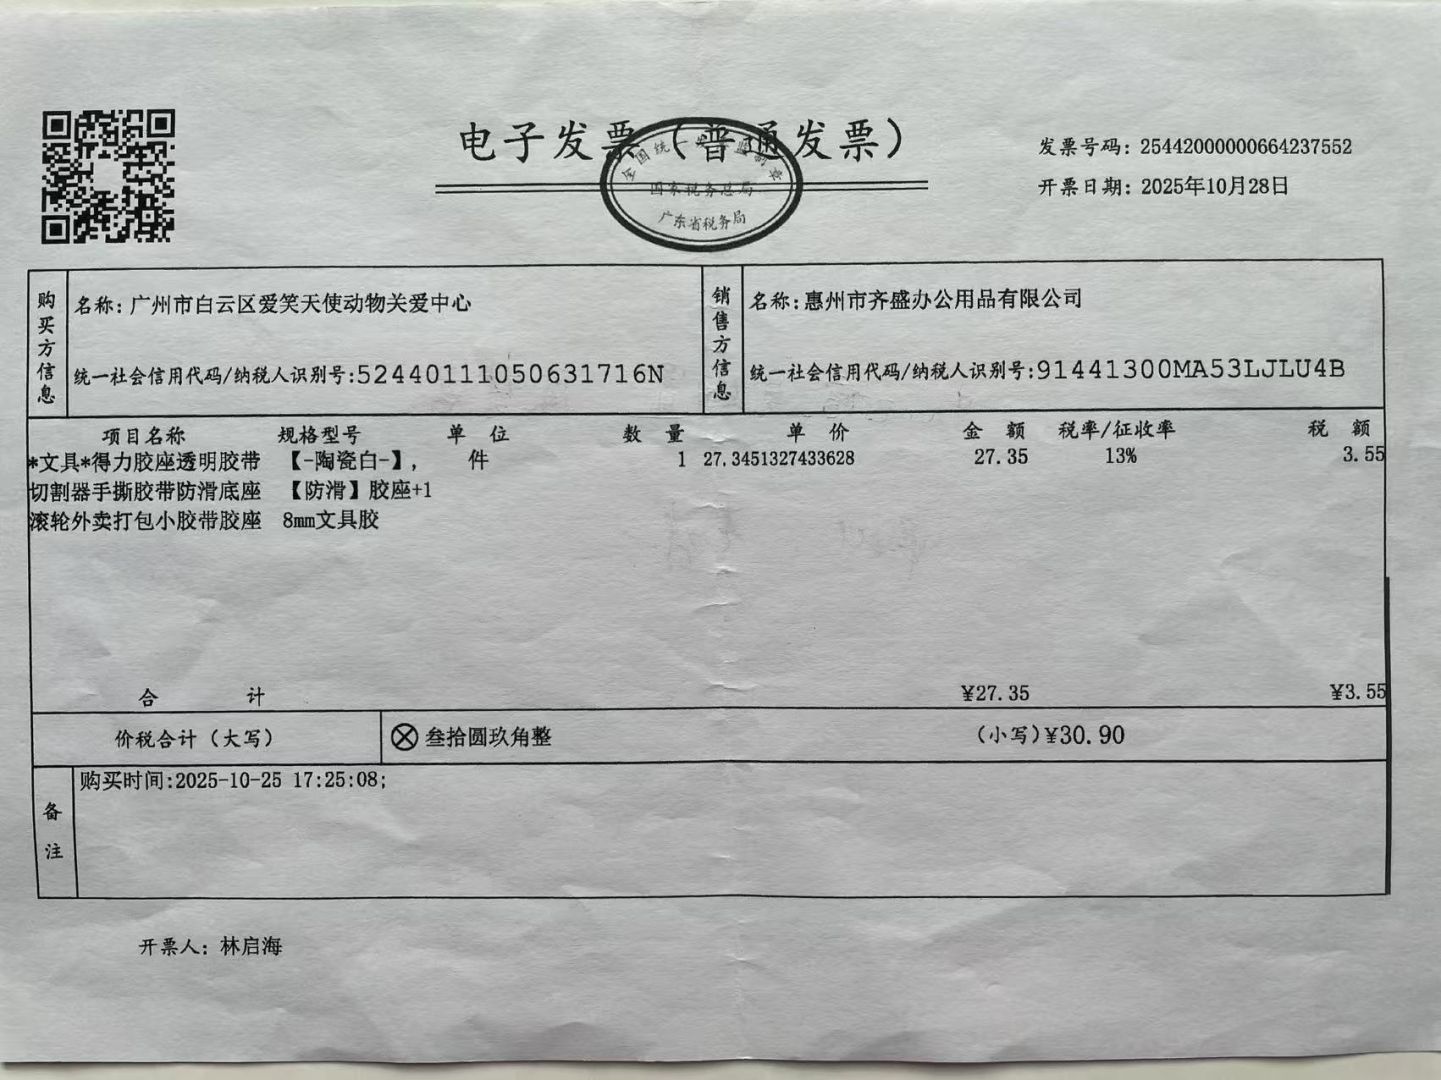 电子发票（普通发票）
全国统一发票监制章
国家税务总局
广东省税务局
发票号码：25442000000664237552
开票日期：2025年10月28日
购买方信息
名称：广州市白云区爱笑天使动物关爱中心
统一社会信用代码/纳税人识别号：52440111050631716N
销售方信息
名称：惠州市齐盛办公用品有限公司
统一社会信用代码/纳税人识别号：91441300MA53LJLU4B
项目名称 规格型号 单 位 数 量 单 价 金 额 税率/征收率 税 额
*文具*得力胶座透明胶带 【-陶瓷白-】， 件 1 27.3451327433628 27.35 13% 3.55
切割器手撕胶带防滑底座 【防滑】胶座+1
滚轮外卖打包小胶带胶座 8mm文具胶
合 计 ¥27.35 ¥3.55
价税合计（大写） ⊗叁拾圆玖角整 （小写）¥30.90
备注
购买时间:2025-10-25 17:25:08;
开票人：林启海